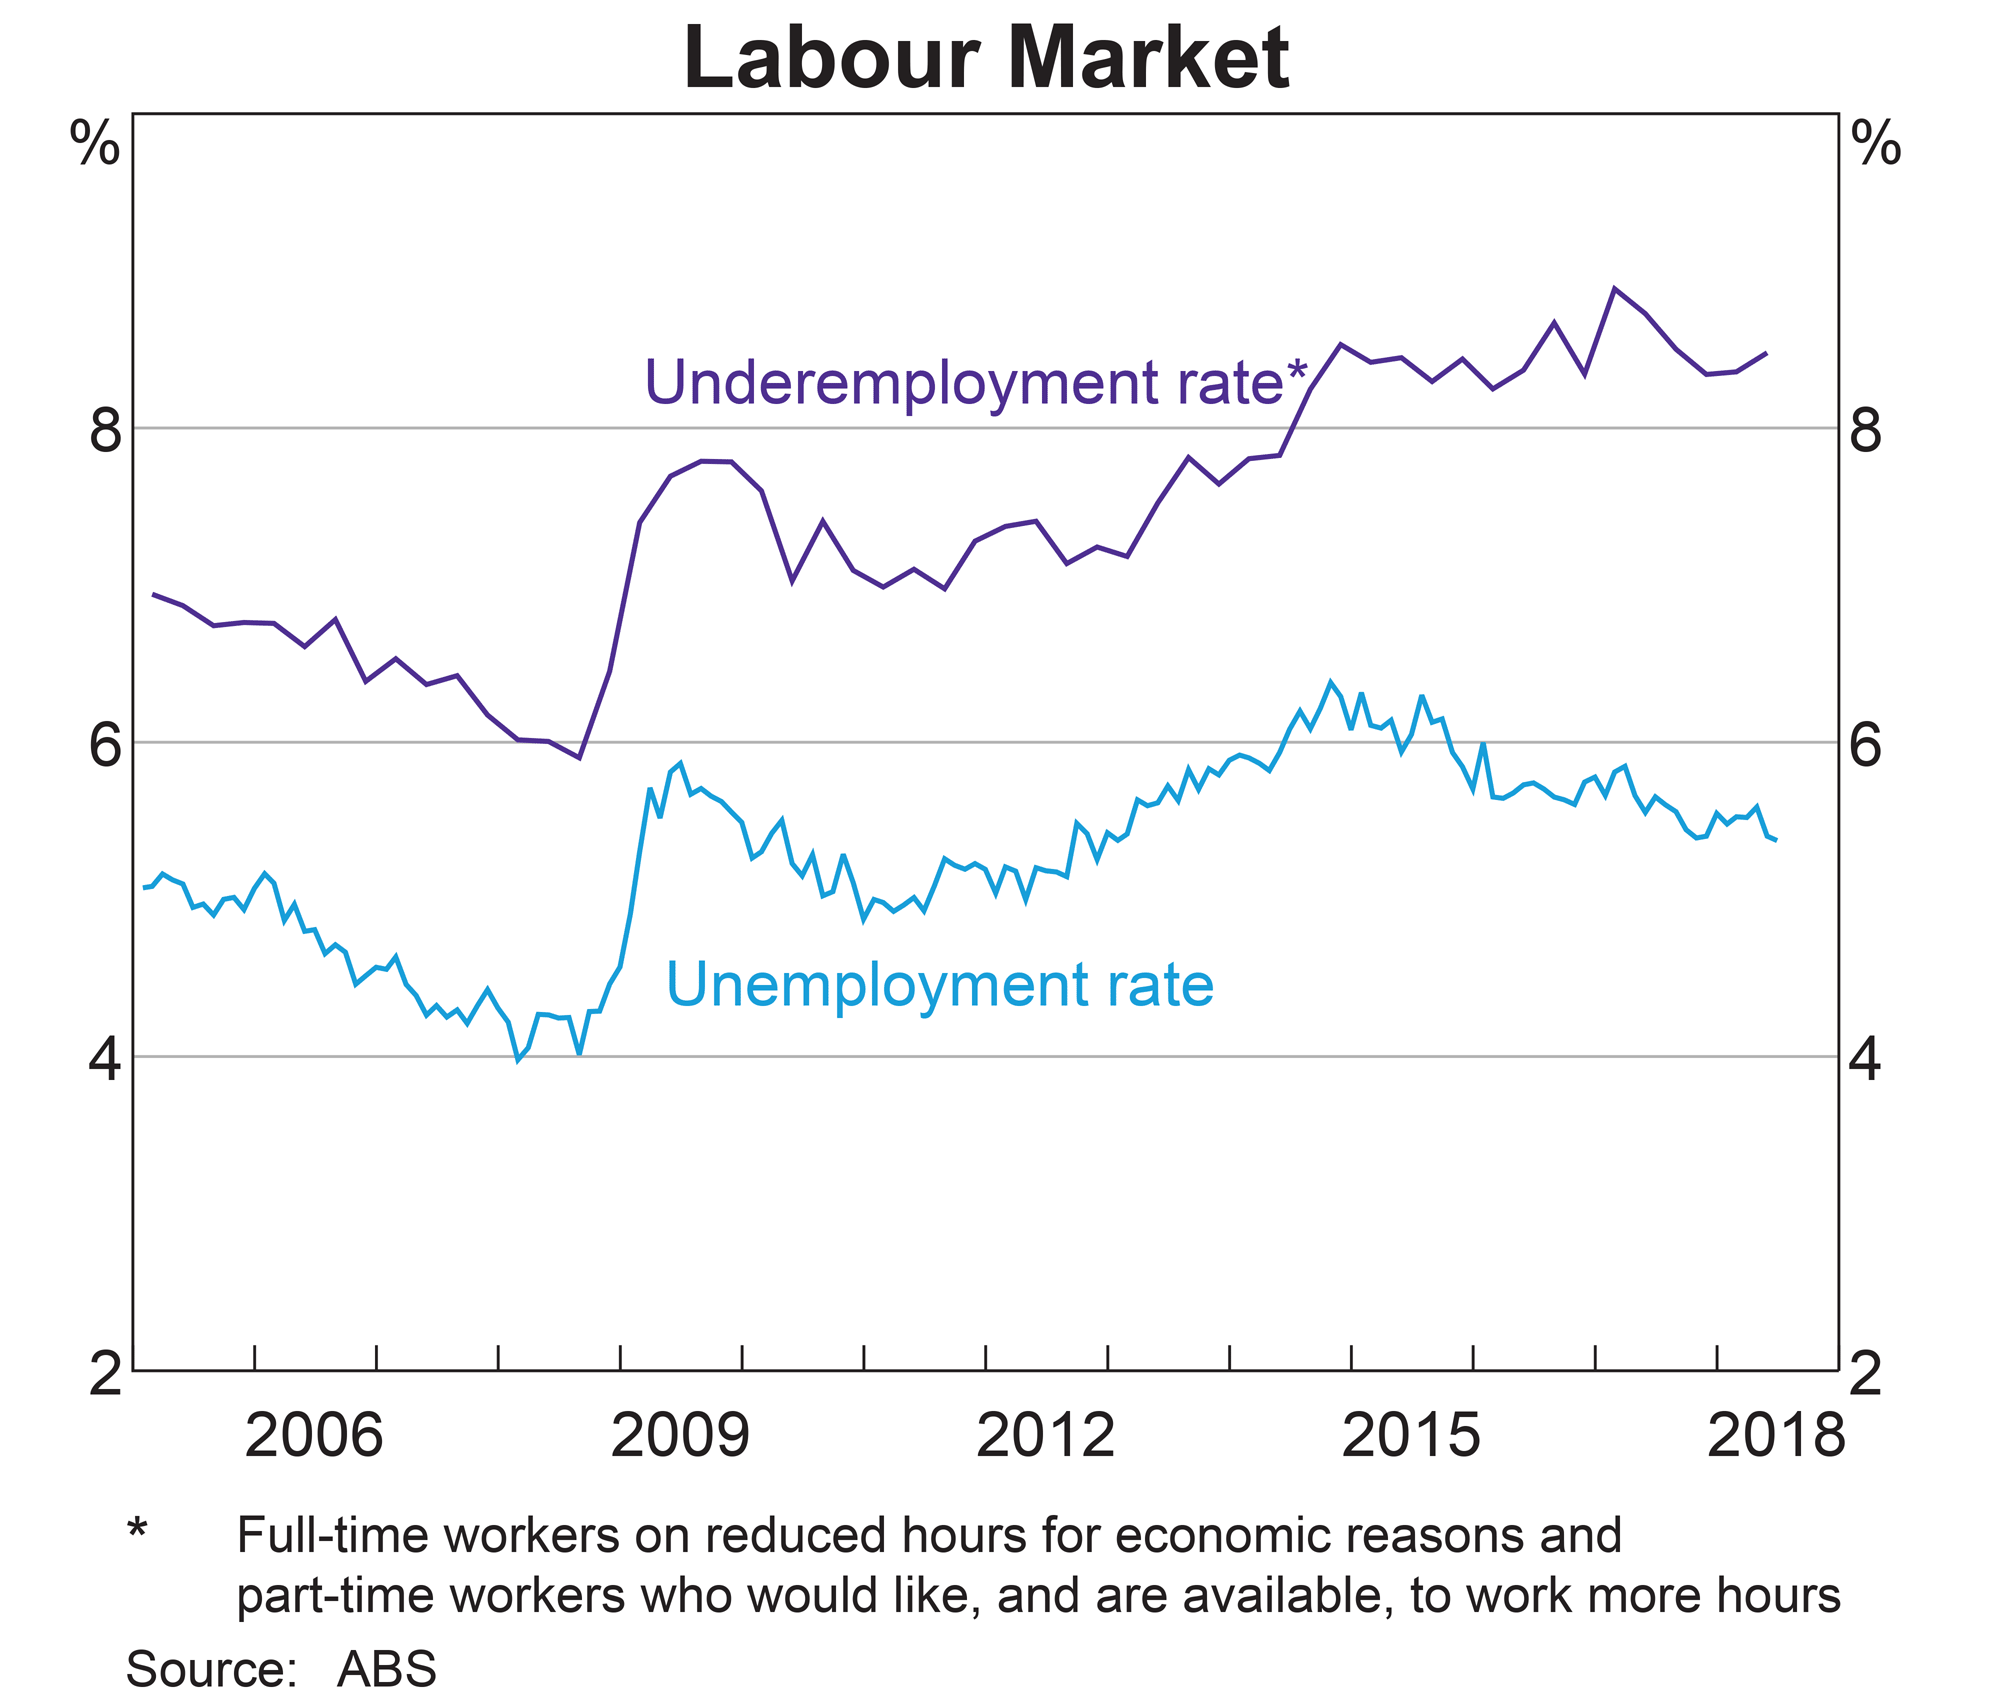 Labour Market
% %
Underemployment rate*
8 8
6 6
Unemployment rate
4 4
2 2
2006 2009 2012 2015 2018
* Full-time workers on reduced hours for economic reasons and
part-time workers who would like, and are available, to work more hours
Source: ABS